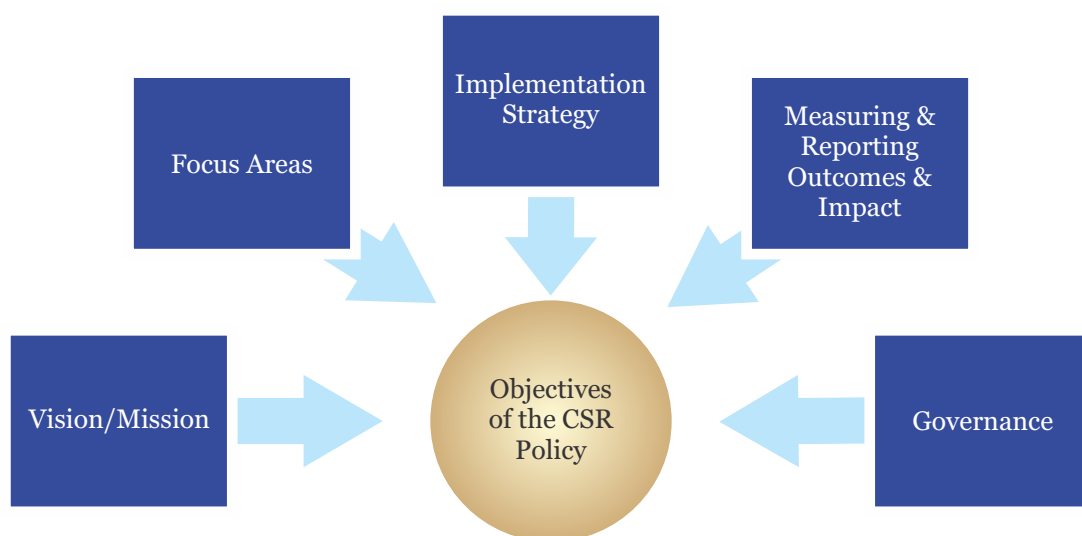 Implementation
Strategy
Focus Areas
Measuring &
Reporting
Outcomes &
Impact
Vision/Mission
Objectives
of the CSR
Policy
Governance